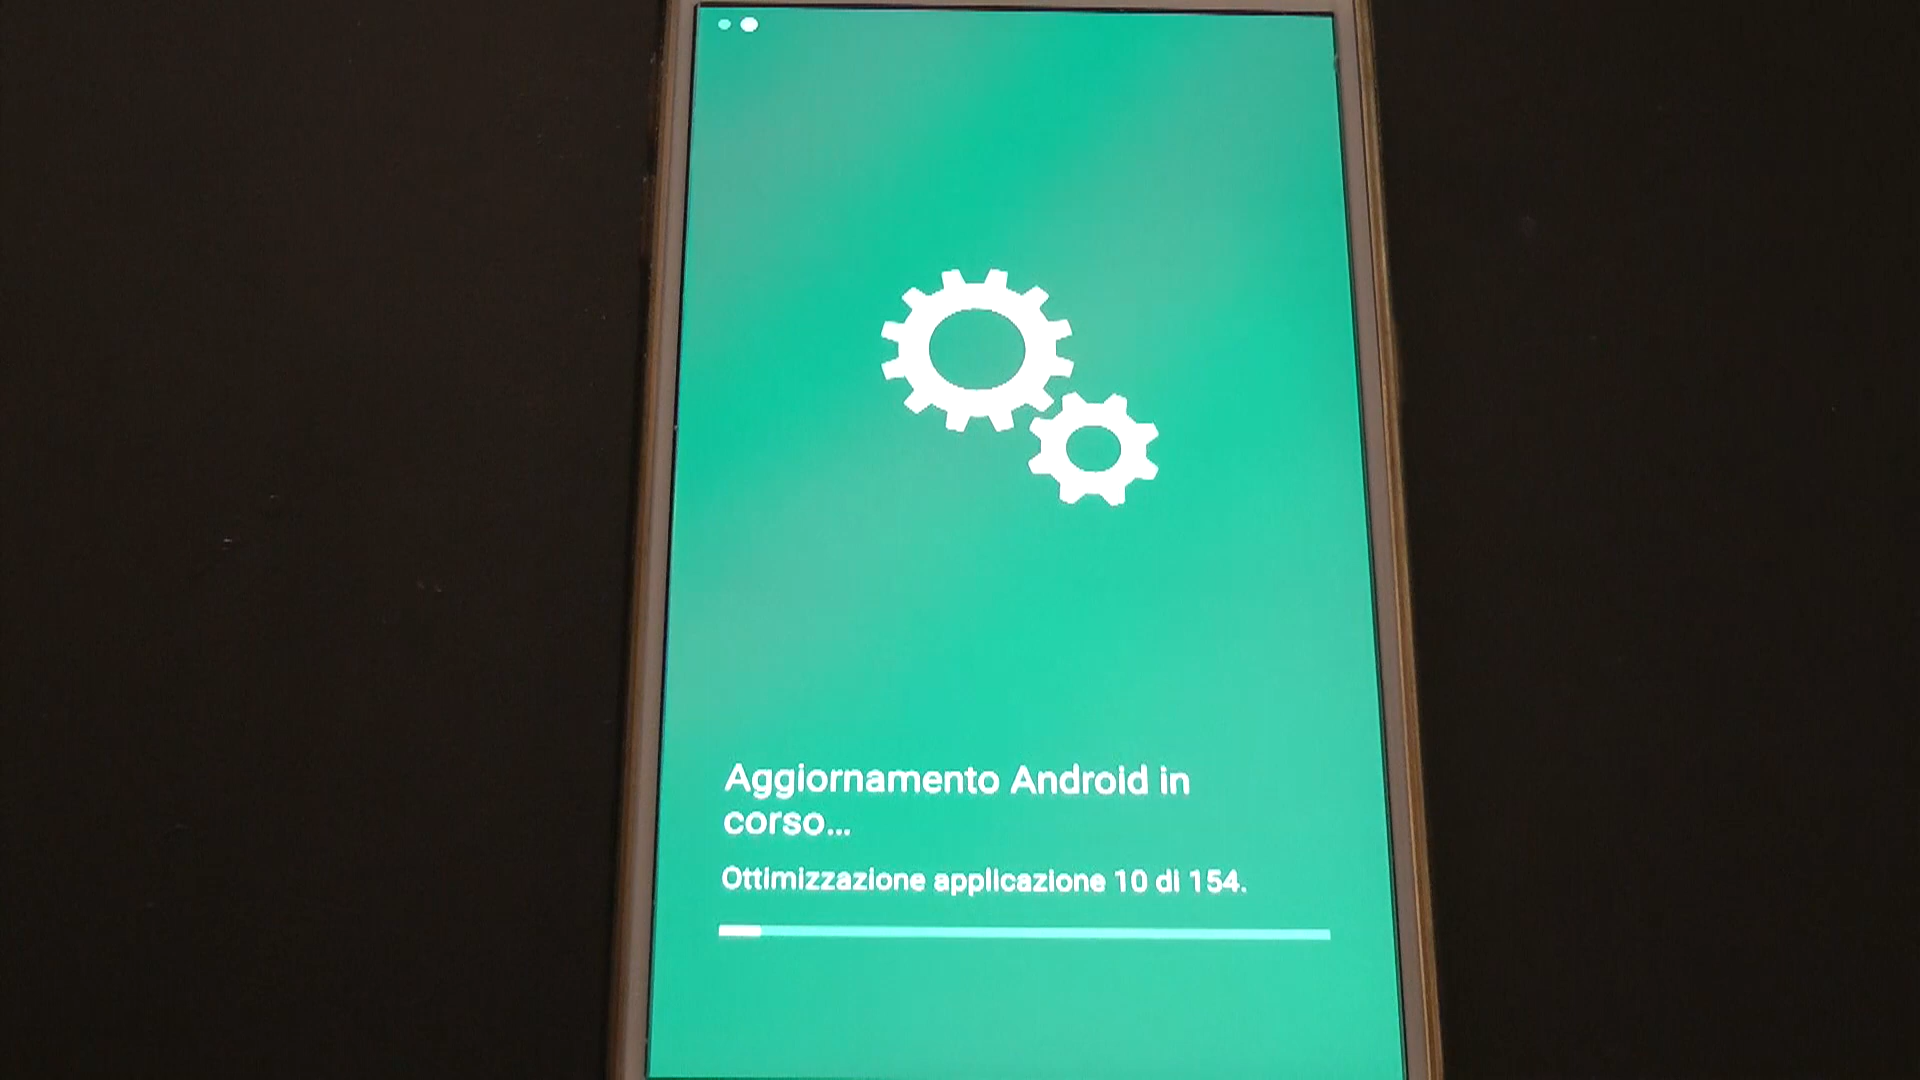 Aggiornamento Android in
corso...
Ottimizzazione applicazione 10 di 154.